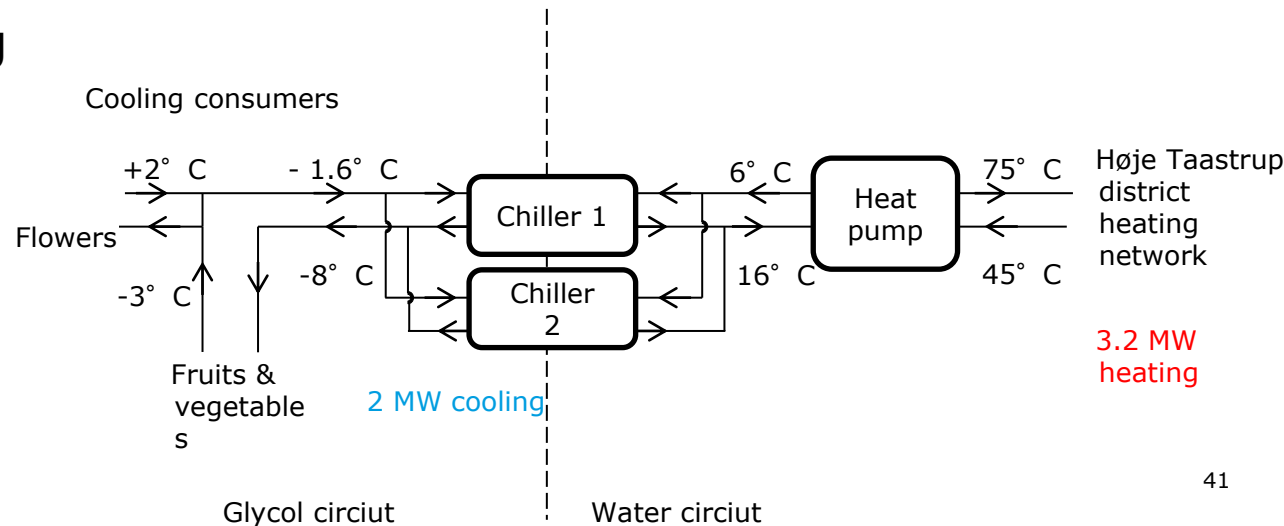 g
Cooling consumers
+2° C
- 1.6° C
6° C
75° C
Høje Taastrup
district
heating
network
Flowers
Chiller 1
Heat
pump
-3° C
-8° C
Chiller
2
16° C
45° C
Fruits &
vegetable
s
2 MW cooling
3.2 MW
heating
41
Glycol circiut
Water circiut